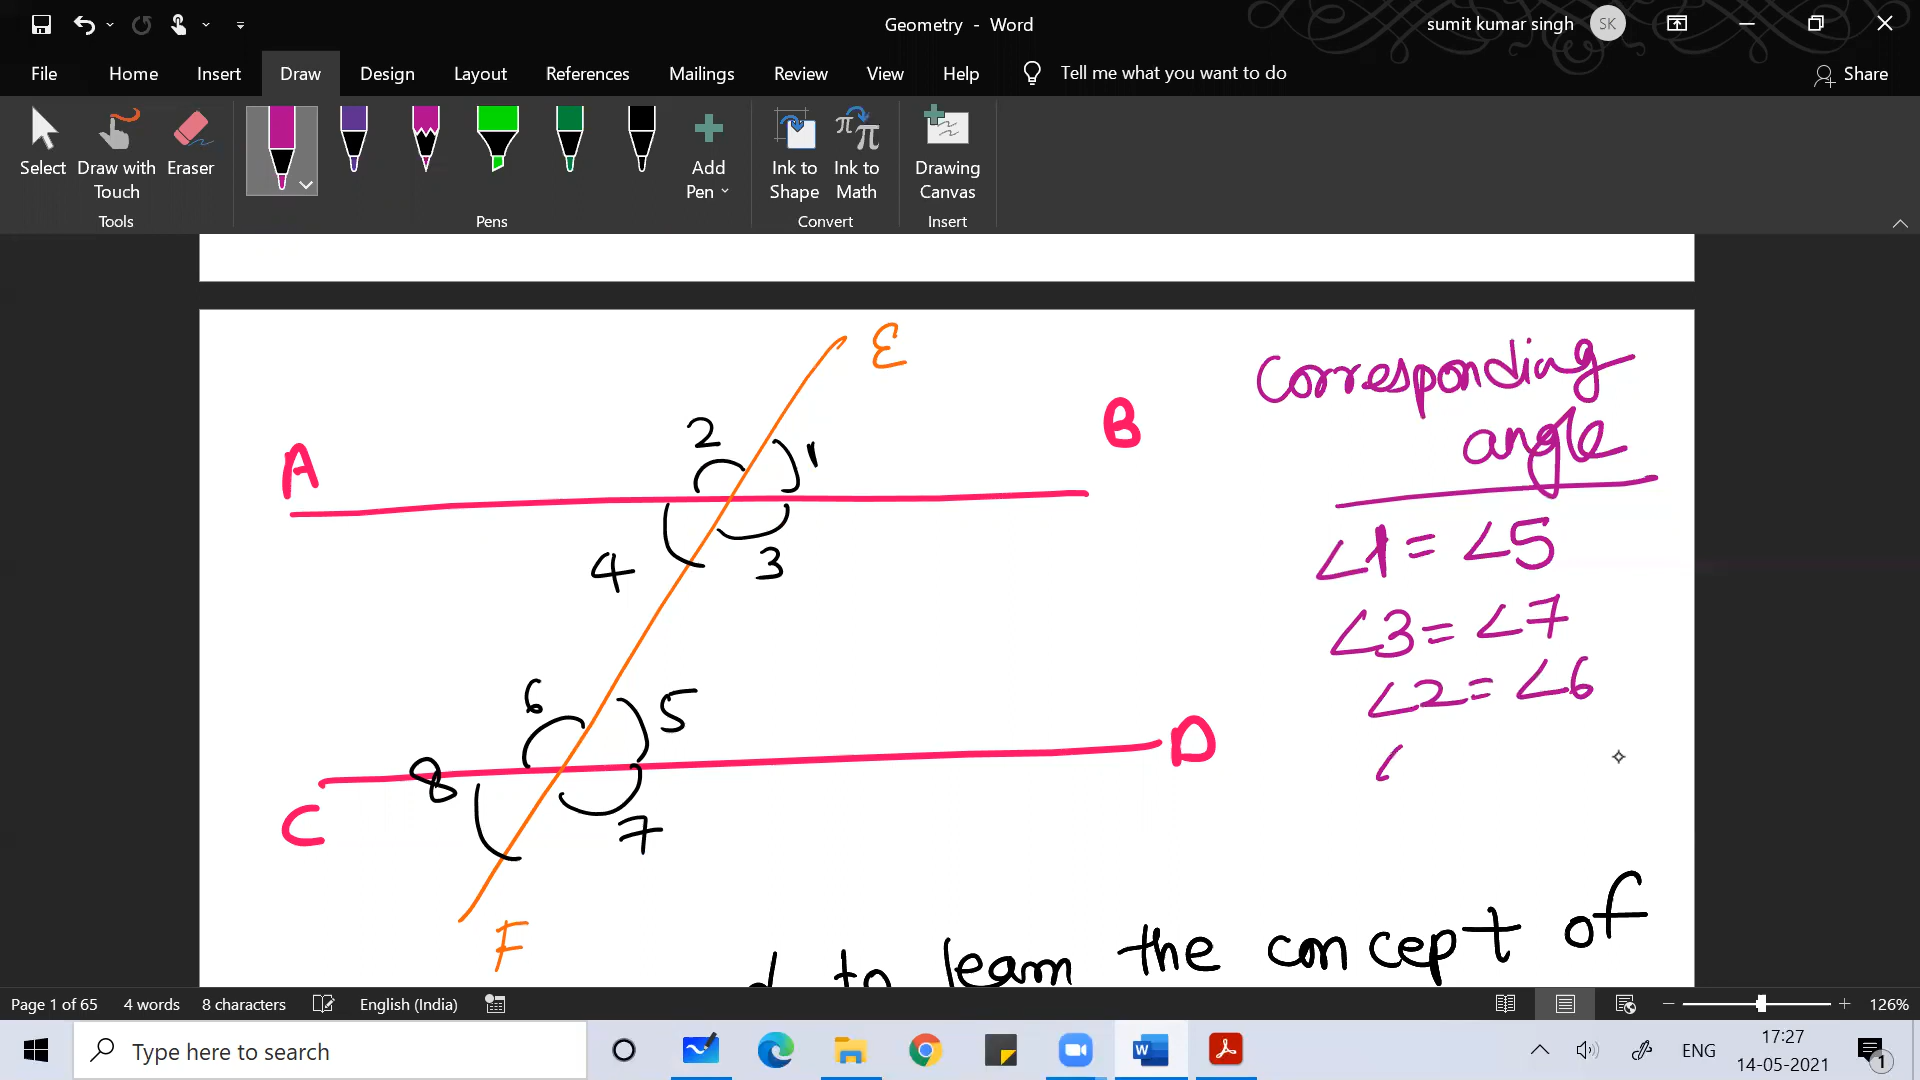 Geometry - Word
sumit kumar singh
SK
File
Home
Insert
Draw
Design
Layout
References
Mailings
Review
View
Help
Tell me what you want to do
Share
Select
Draw with Touch
Eraser
Add Pen
Ink to Shape
Ink to Math
Drawing Canvas
Tools
Pens
Convert
Insert
E
Corresponding
angle
A
B
2
1
4
3
∠1 = ∠5
∠3 = ∠7
∠2 = ∠6
6
5
8
7
C
D
F
to learn the concept of
Page 1 of 65
4 words
8 characters
English (India)
126%
Type here to search
ENG
17:27
14-05-2021
1